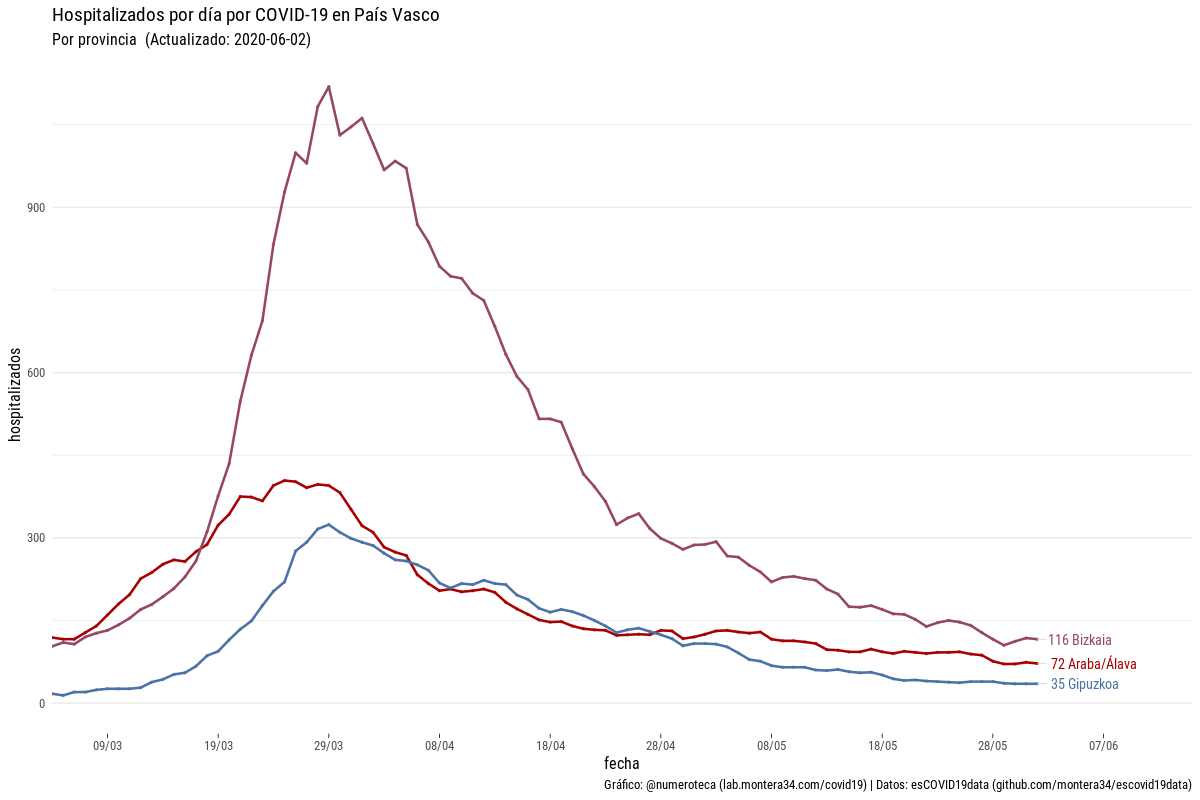 Hospitalizados por día por COVID-19 en País Vasco
Por provincia (Actualizado: 2020-06-02)
hospitalizados
900
600
300
0
116 Bizkaia
72 Araba/Álava
35 Gipuzkoa
09/03 19/03 29/03 08/04 18/04 28/04 08/05 18/05 28/05 07/06
fecha
Gráfico: @numeroteca (lab.montera34.com/covid19) | Datos: esCOVID19data (github.com/montera34/escovid19data)